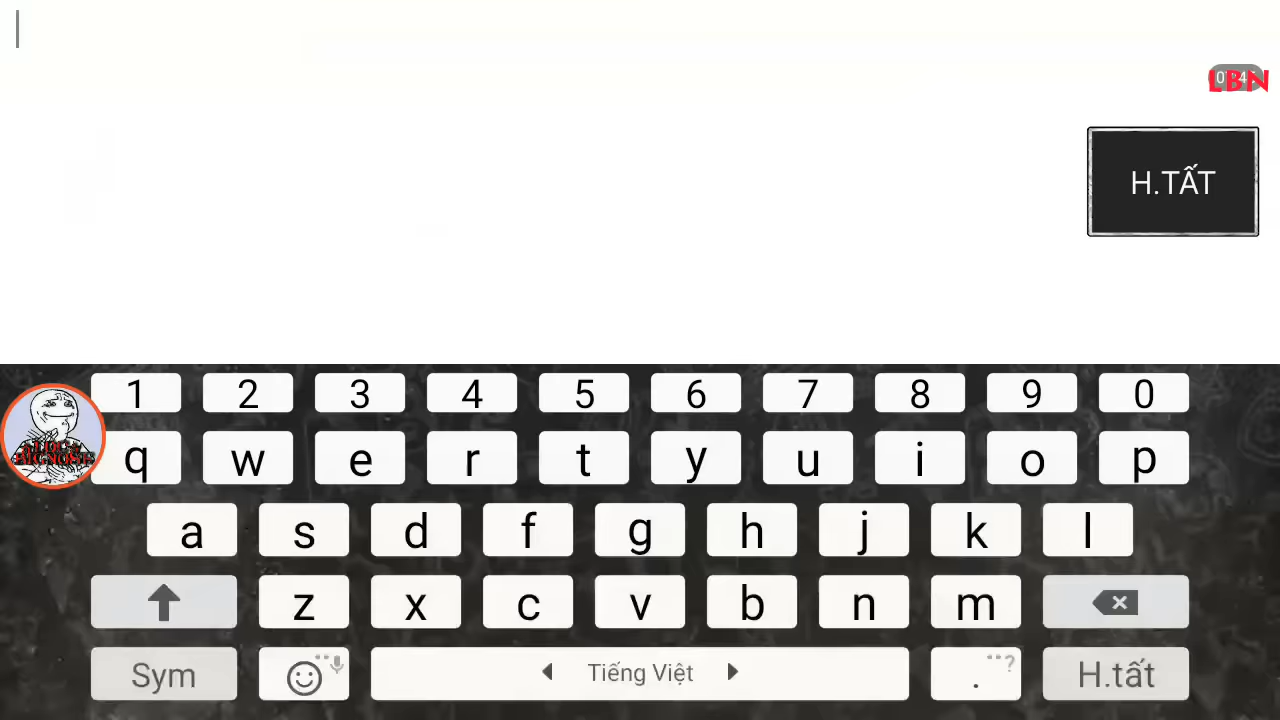 LBN
H.TẤT
1 2 3 4 5 6 7 8 9 0
q w e r t y u i o p
a s d f g h j k l
z x c v b n m
Sym Tiếng Việt . ? H.tất